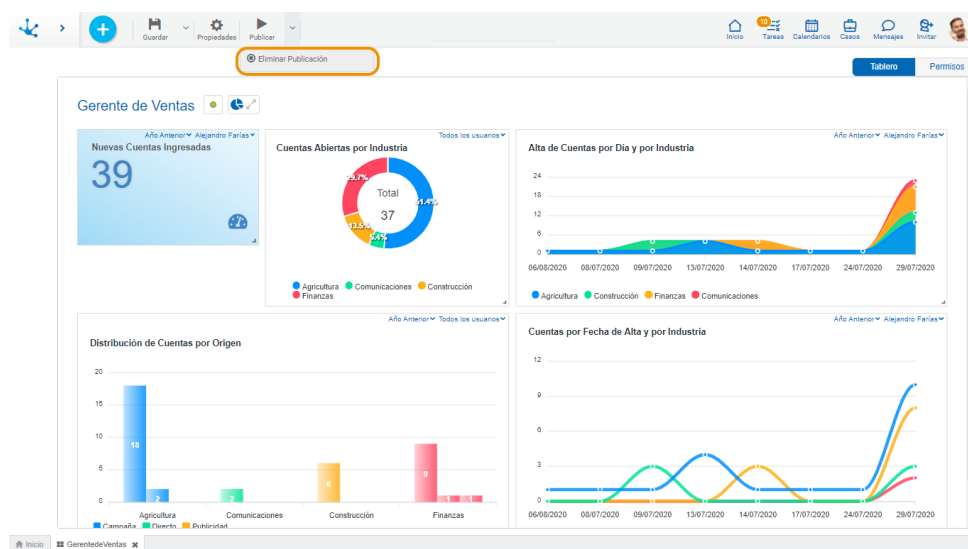 Guardar
Propiedades
Publicar
Inicio
10
Tareas
Calendarios
Casos
Mensajes
Invitar
Eliminar Publicación
Tablero
Permisos
Gerente de Ventas
Año Anterior Alejandro Farías
Nuevas Cuentas Ingresadas
39
Todos los usuarios
Cuentas Abiertas por Industria
29.7%
51.4%
13.5%
5.4%
Total
37
Agricultura Comunicaciones Construcción
Finanzas
Año Anterior Alejandro Farías
Alta de Cuentas por Día y por Industria
24
18
12
6
0
06/08/2020 08/07/2020 09/07/2020 13/07/2020 14/07/2020 17/07/2020 24/07/2020 29/07/2020
Agricultura Construcción Finanzas Comunicaciones
Año Anterior Todos los usuarios
Distribución de Cuentas por Origen
20
15
10
5
0
18
2
2
6
9
1
1
Agricultura Comunicaciones Construcción Finanzas
Campaña Directo Publicidad
Año Anterior Alejandro Farías
Cuentas por Fecha de Alta y por Industria
12
9
6
3
0
06/08/2020 08/07/2020 09/07/2020 13/07/2020 14/07/2020 17/07/2020 24/07/2020 29/07/2020
Inicio
GerentedeVentas